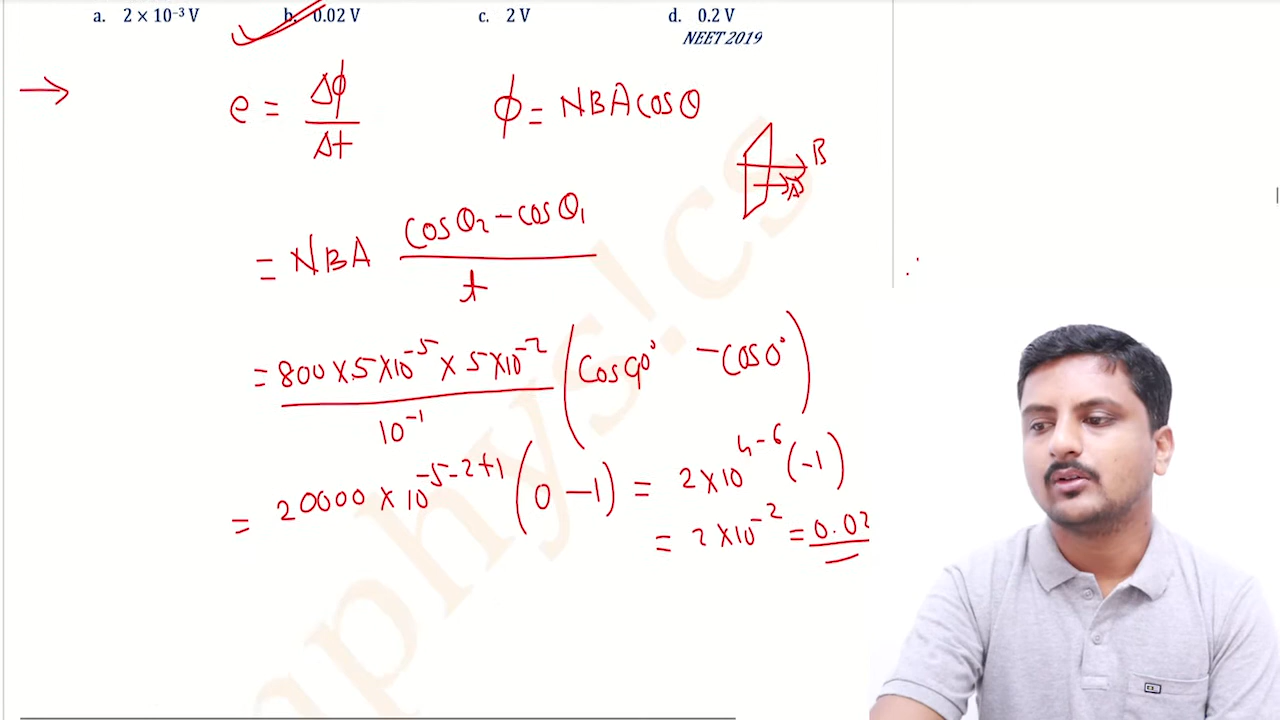 a. 2 × 10⁻³ V b. 0.02 V c. 2 V d. 0.2 V
NEET 2019
→ e = Δϕ / Δt ϕ = NBA cos θ
B
A
= NBA (cos θ₂ - cos θ₁) / t
= 800 × 5 × 10⁻⁵ × 5 × 10⁻² / 10⁻¹ (cos 90° - cos 0°)
= 20000 × 10⁻⁵⁻²⁺¹ (0 - 1) = 2 × 10⁴⁻⁶ (-1)
= 2 × 10⁻² = 0.02
aphys!cs